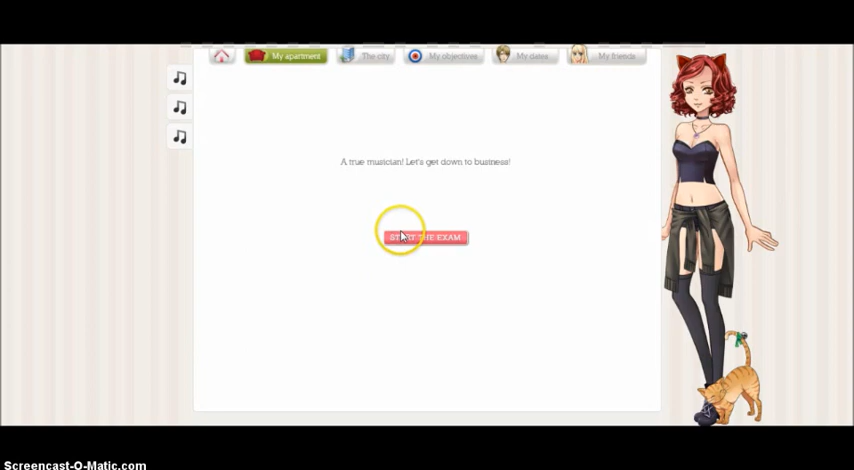 My apartment
The city
My objectives
My dates
My friends
A true musician! Let's get down to business!
START THE EXAM
Screencast-O-Matic.com